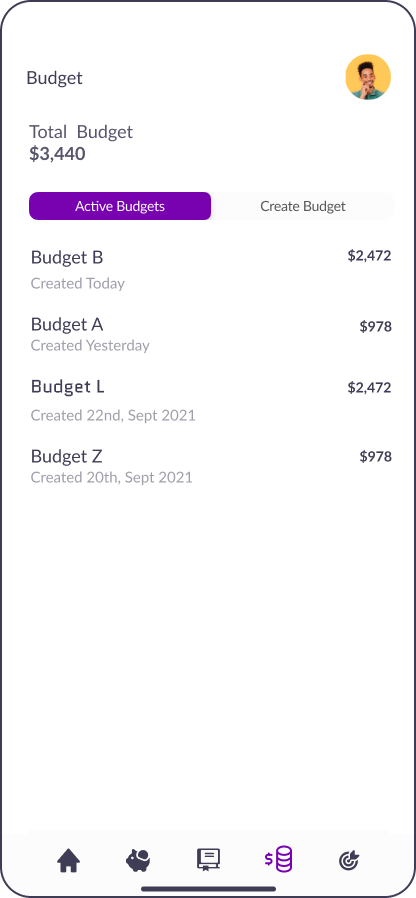 Budget
Total Budget
$3,440
Active Budgets
Create Budget
Budget B
$2,472
Created Today
Budget A
$978
Created Yesterday
Budget L
$2,472
Created 22nd, Sept 2021
Budget Z
$978
Created 20th, Sept 2021
$